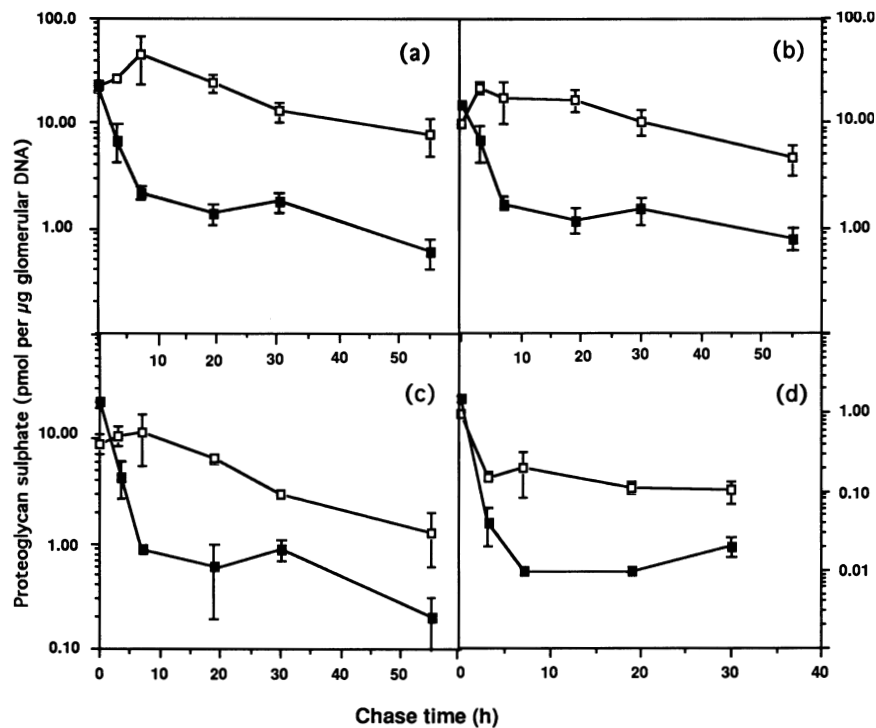 100.0
10.00
1.00
(a)
10 20 30 40 50
(b)
100.0
10.00
1.00
10 20 30 40 50
Proteoglycan sulphate (pmol per µg glomerular DNA)
10.00
1.00
0.10
(c)
0 10 20 30 40 50
(d)
1.00
0.10
0.01
0 10 20 30 40
Chase time (h)